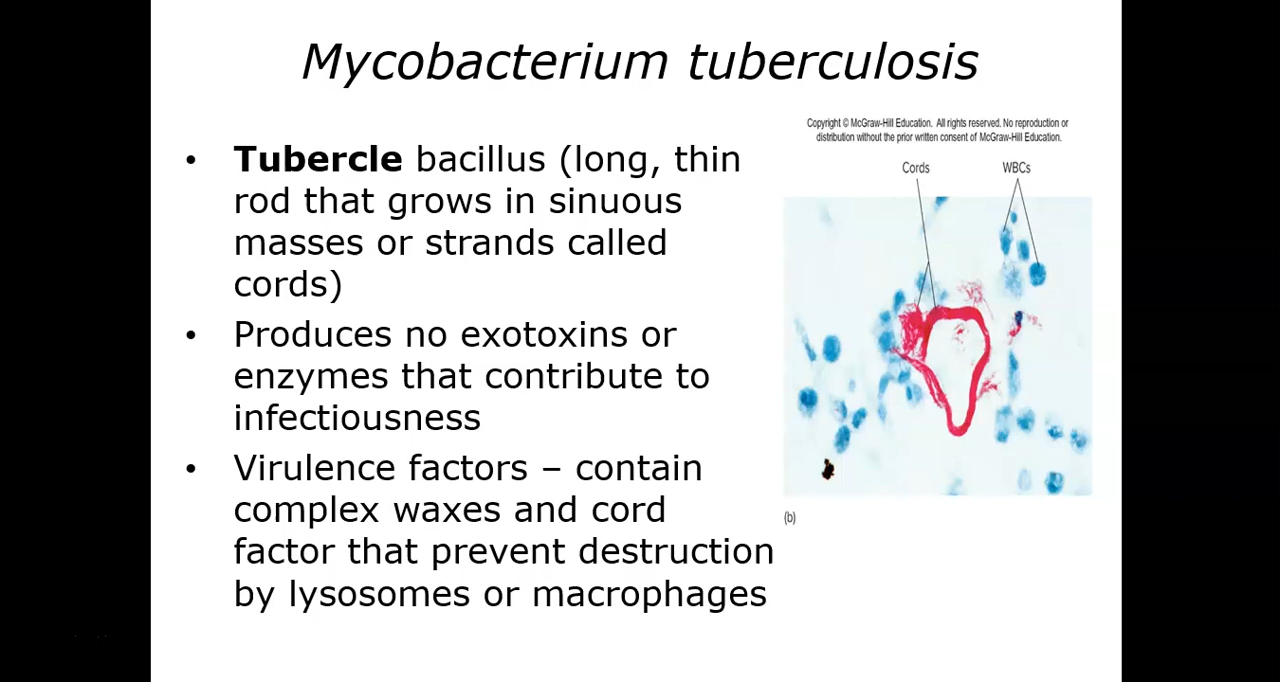 Mycobacterium tuberculosis
• Tubercle bacillus (long, thin
rod that grows in sinuous
masses or strands called
cords)
• Produces no exotoxins or
enzymes that contribute to
infectiousness
• Virulence factors – contain
complex waxes and cord
factor that prevent destruction
by lysosomes or macrophages
Copyright © McGraw-Hill Education. All rights reserved. No reproduction or
distribution without the prior written consent of McGraw-Hill Education.
Cords WBCs
(b)